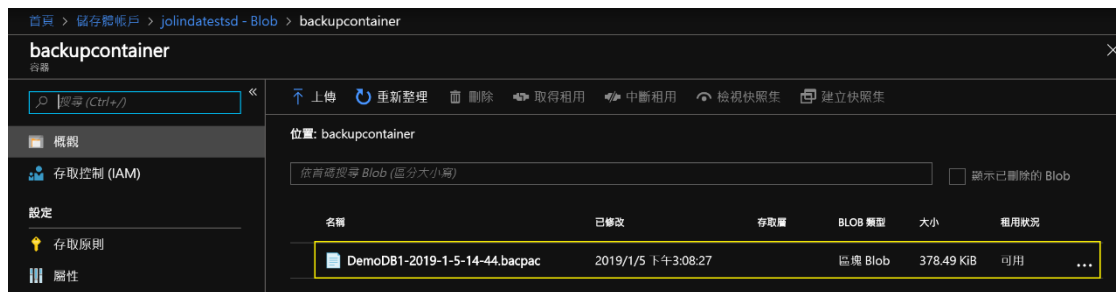 首頁 > 儲存體帳戶 > jolindatestsd - Blob > backupcontainer
backupcontainer
容器
搜尋 (Ctrl+/)
上傳 重新整理 刪除 取得租用 中斷租用 檢視快照集 建立快照集
概觀
位置: backupcontainer
存取控制 (IAM)
依首碼搜尋 Blob (區分大小寫)
顯示已刪除的 Blob
設定
名稱 已修改 存取層 BLOB 類型 大小 租用狀況
存取原則
DemoDB1-2019-1-5-14-44.bacpac 2019/1/5 下午3:08:27 區塊 Blob 378.49 KiB 可用 ...
屬性